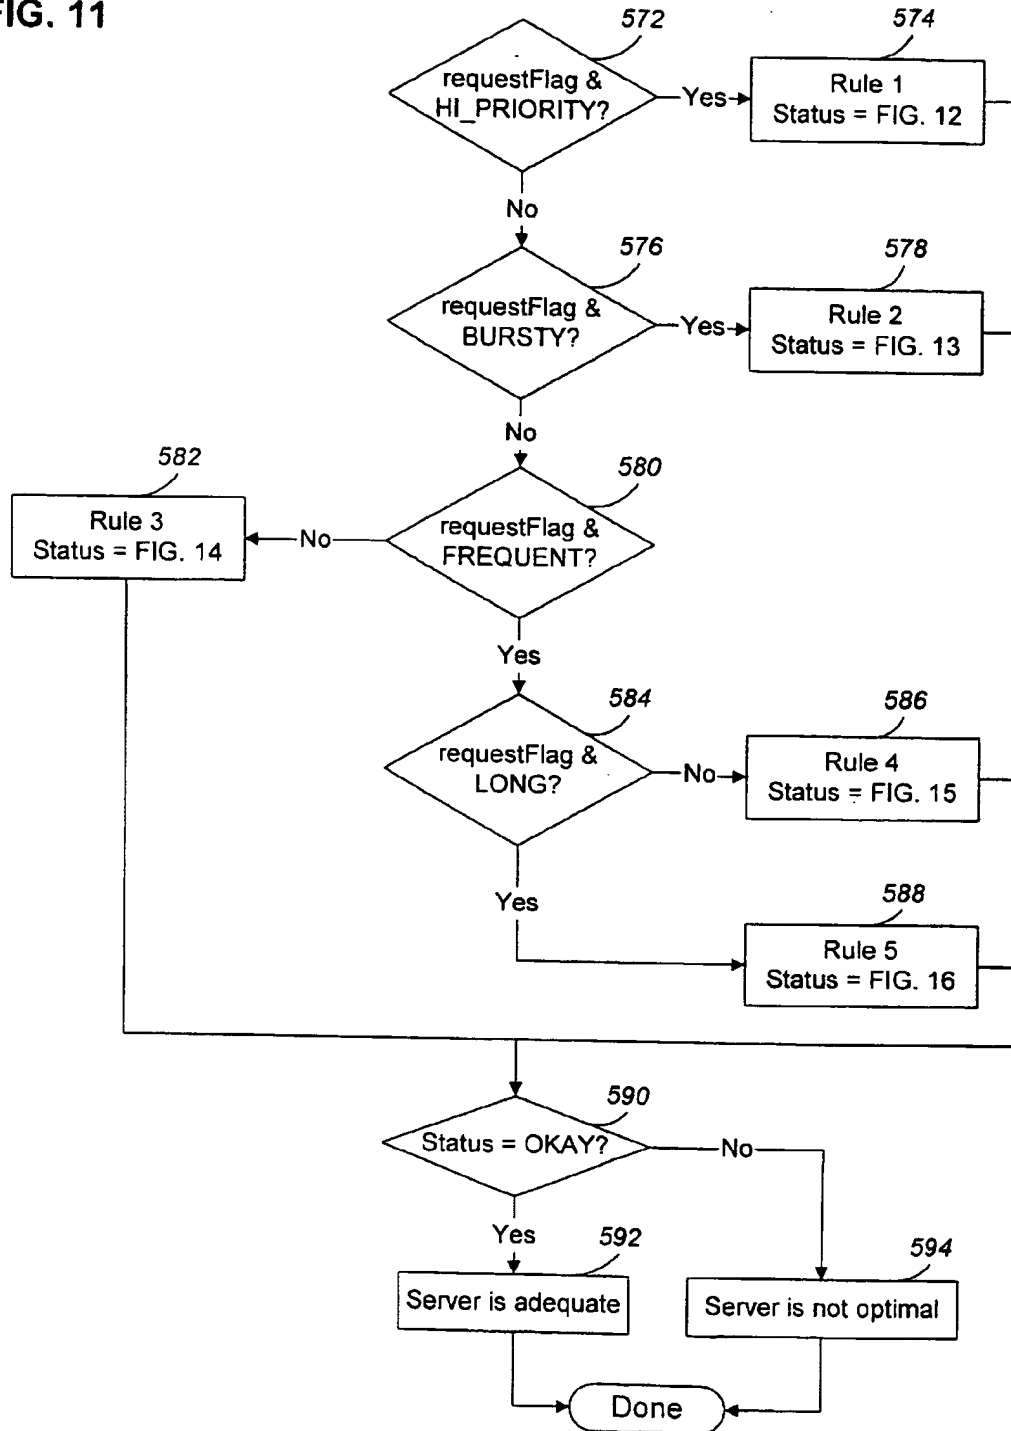 FIG. 11
572
574
requestFlag &
HI_PRIORITY?
Yes
Rule 1
Status = FIG. 12
No
576
578
requestFlag &
BURSTY?
Yes
Rule 2
Status = FIG. 13
No
582
580
Rule 3
Status = FIG. 14
No
requestFlag &
FREQUENT?
Yes
584
586
requestFlag &
LONG?
No
Rule 4
Status = FIG. 15
Yes
588
Rule 5
Status = FIG. 16
590
Status = OKAY?
No
Yes
592
594
Server is adequate
Server is not optimal
Done